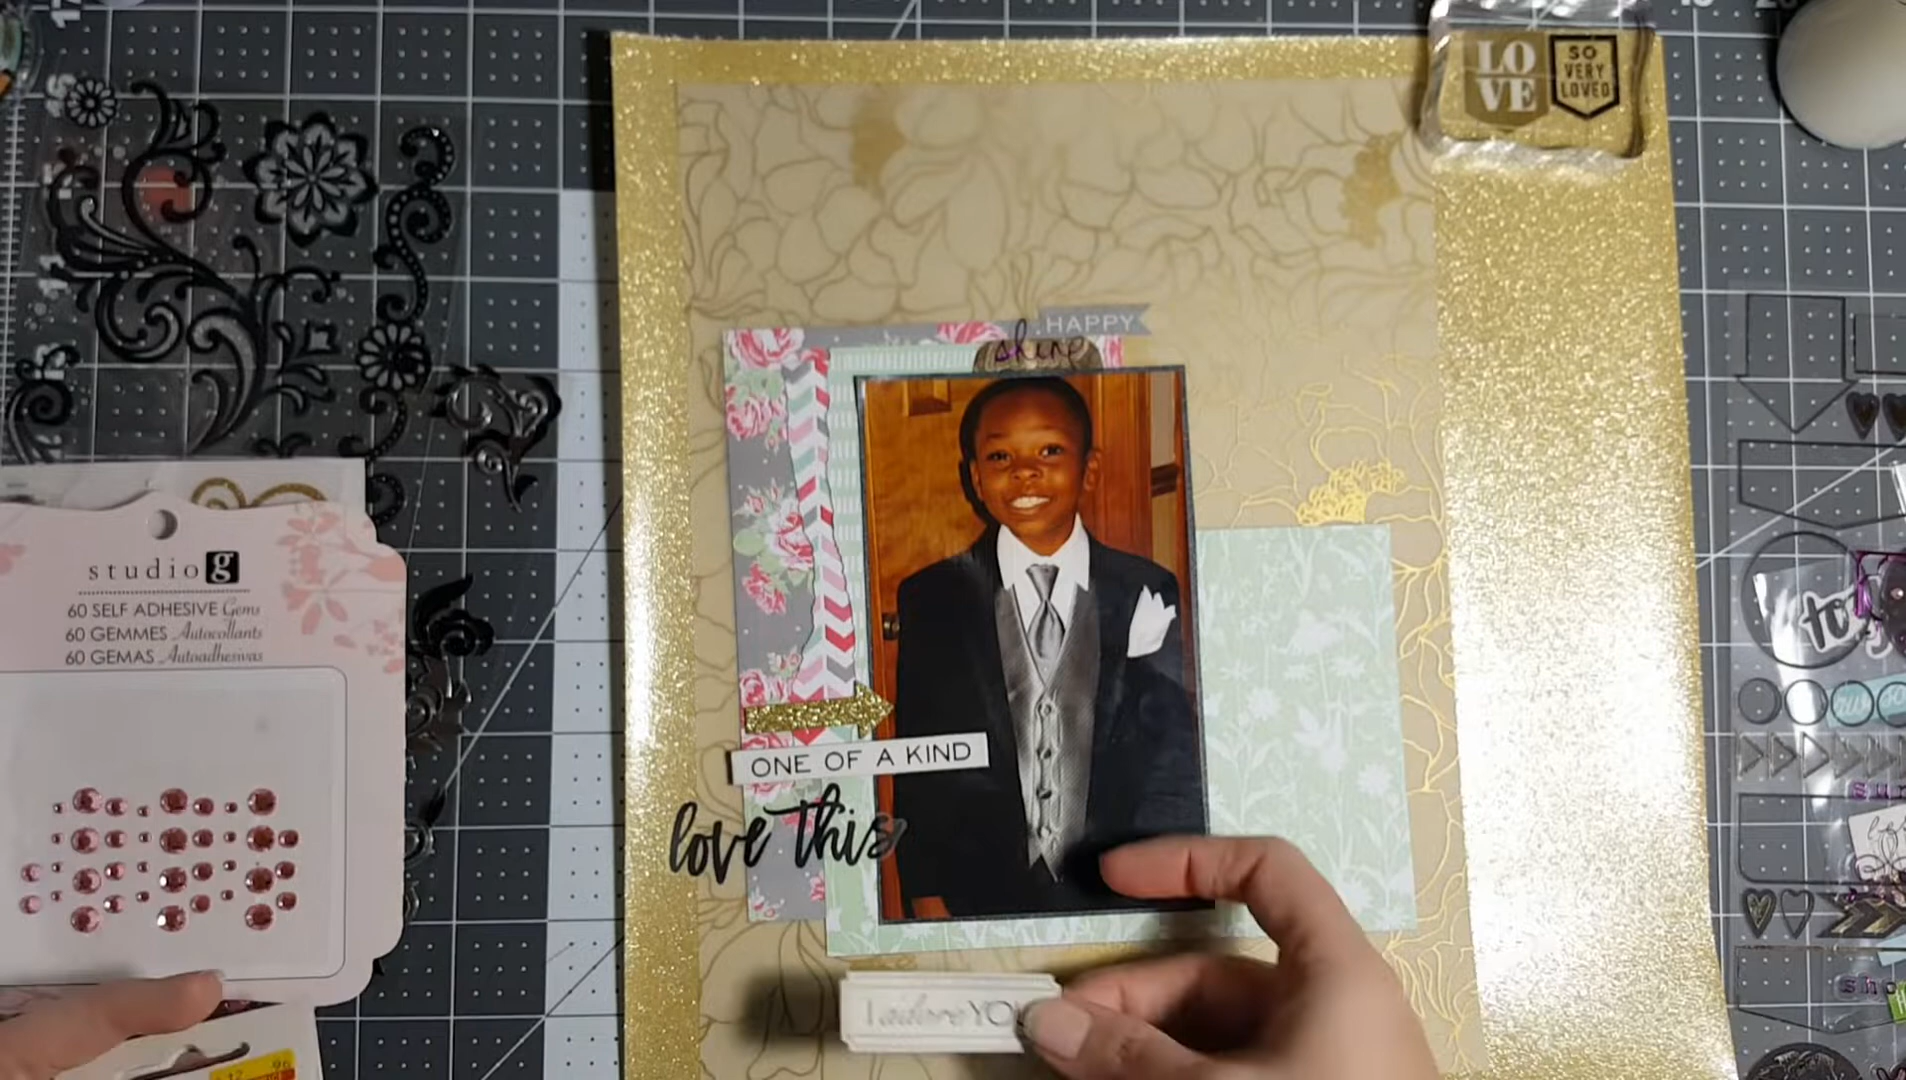 LO
VE
SO
VERY
LOVED
HAPPY
shine
studio g
60 SELF ADHESIVE Gems
60 GEMMES Autocollants
60 GEMAS Autoadhesivas
ONE OF A KIND
love this
I adore YOU
to